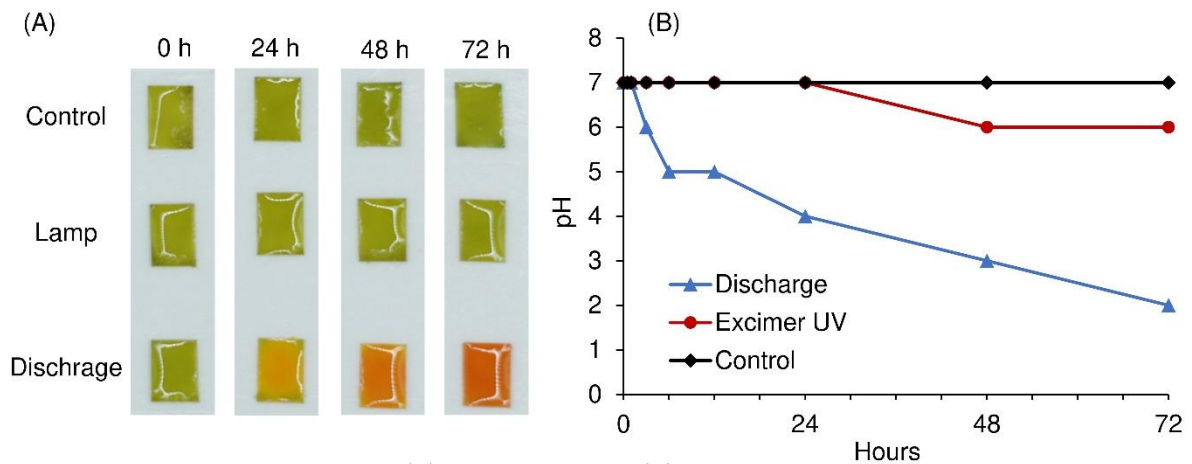 (A)
0 h 24 h 48 h 72 h
Control
Lamp
Dischrage
(B)
8
7
6
5
4
3
2
1
0
pH
Discharge
Excimer UV
Control
0 24 48 72
Hours